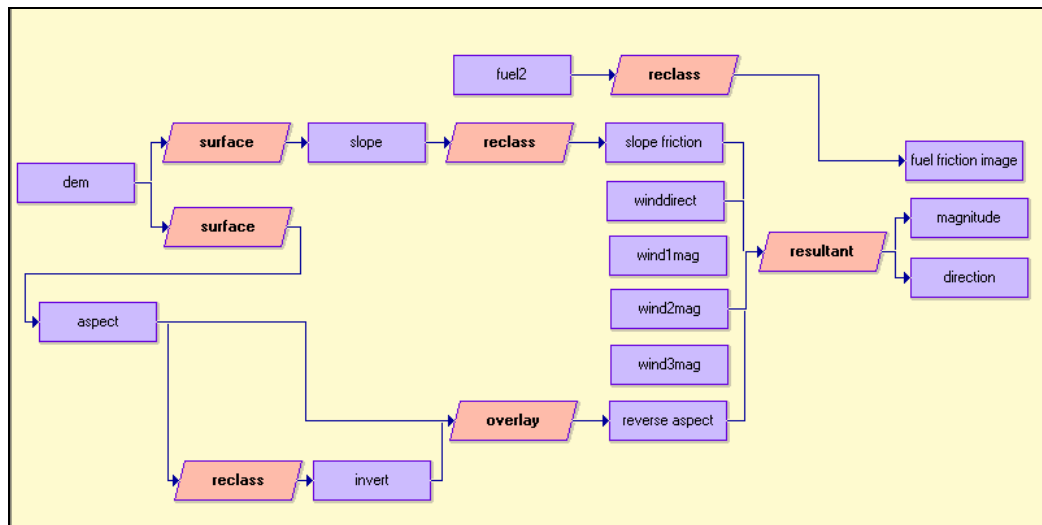 fuel2
reclass
surface
slope
reclass
slope friction
fuel friction image
dem
winddirect
magnitude
surface
wind1mag
resultant
direction
aspect
wind2mag
wind3mag
overlay
reverse aspect
reclass
invert